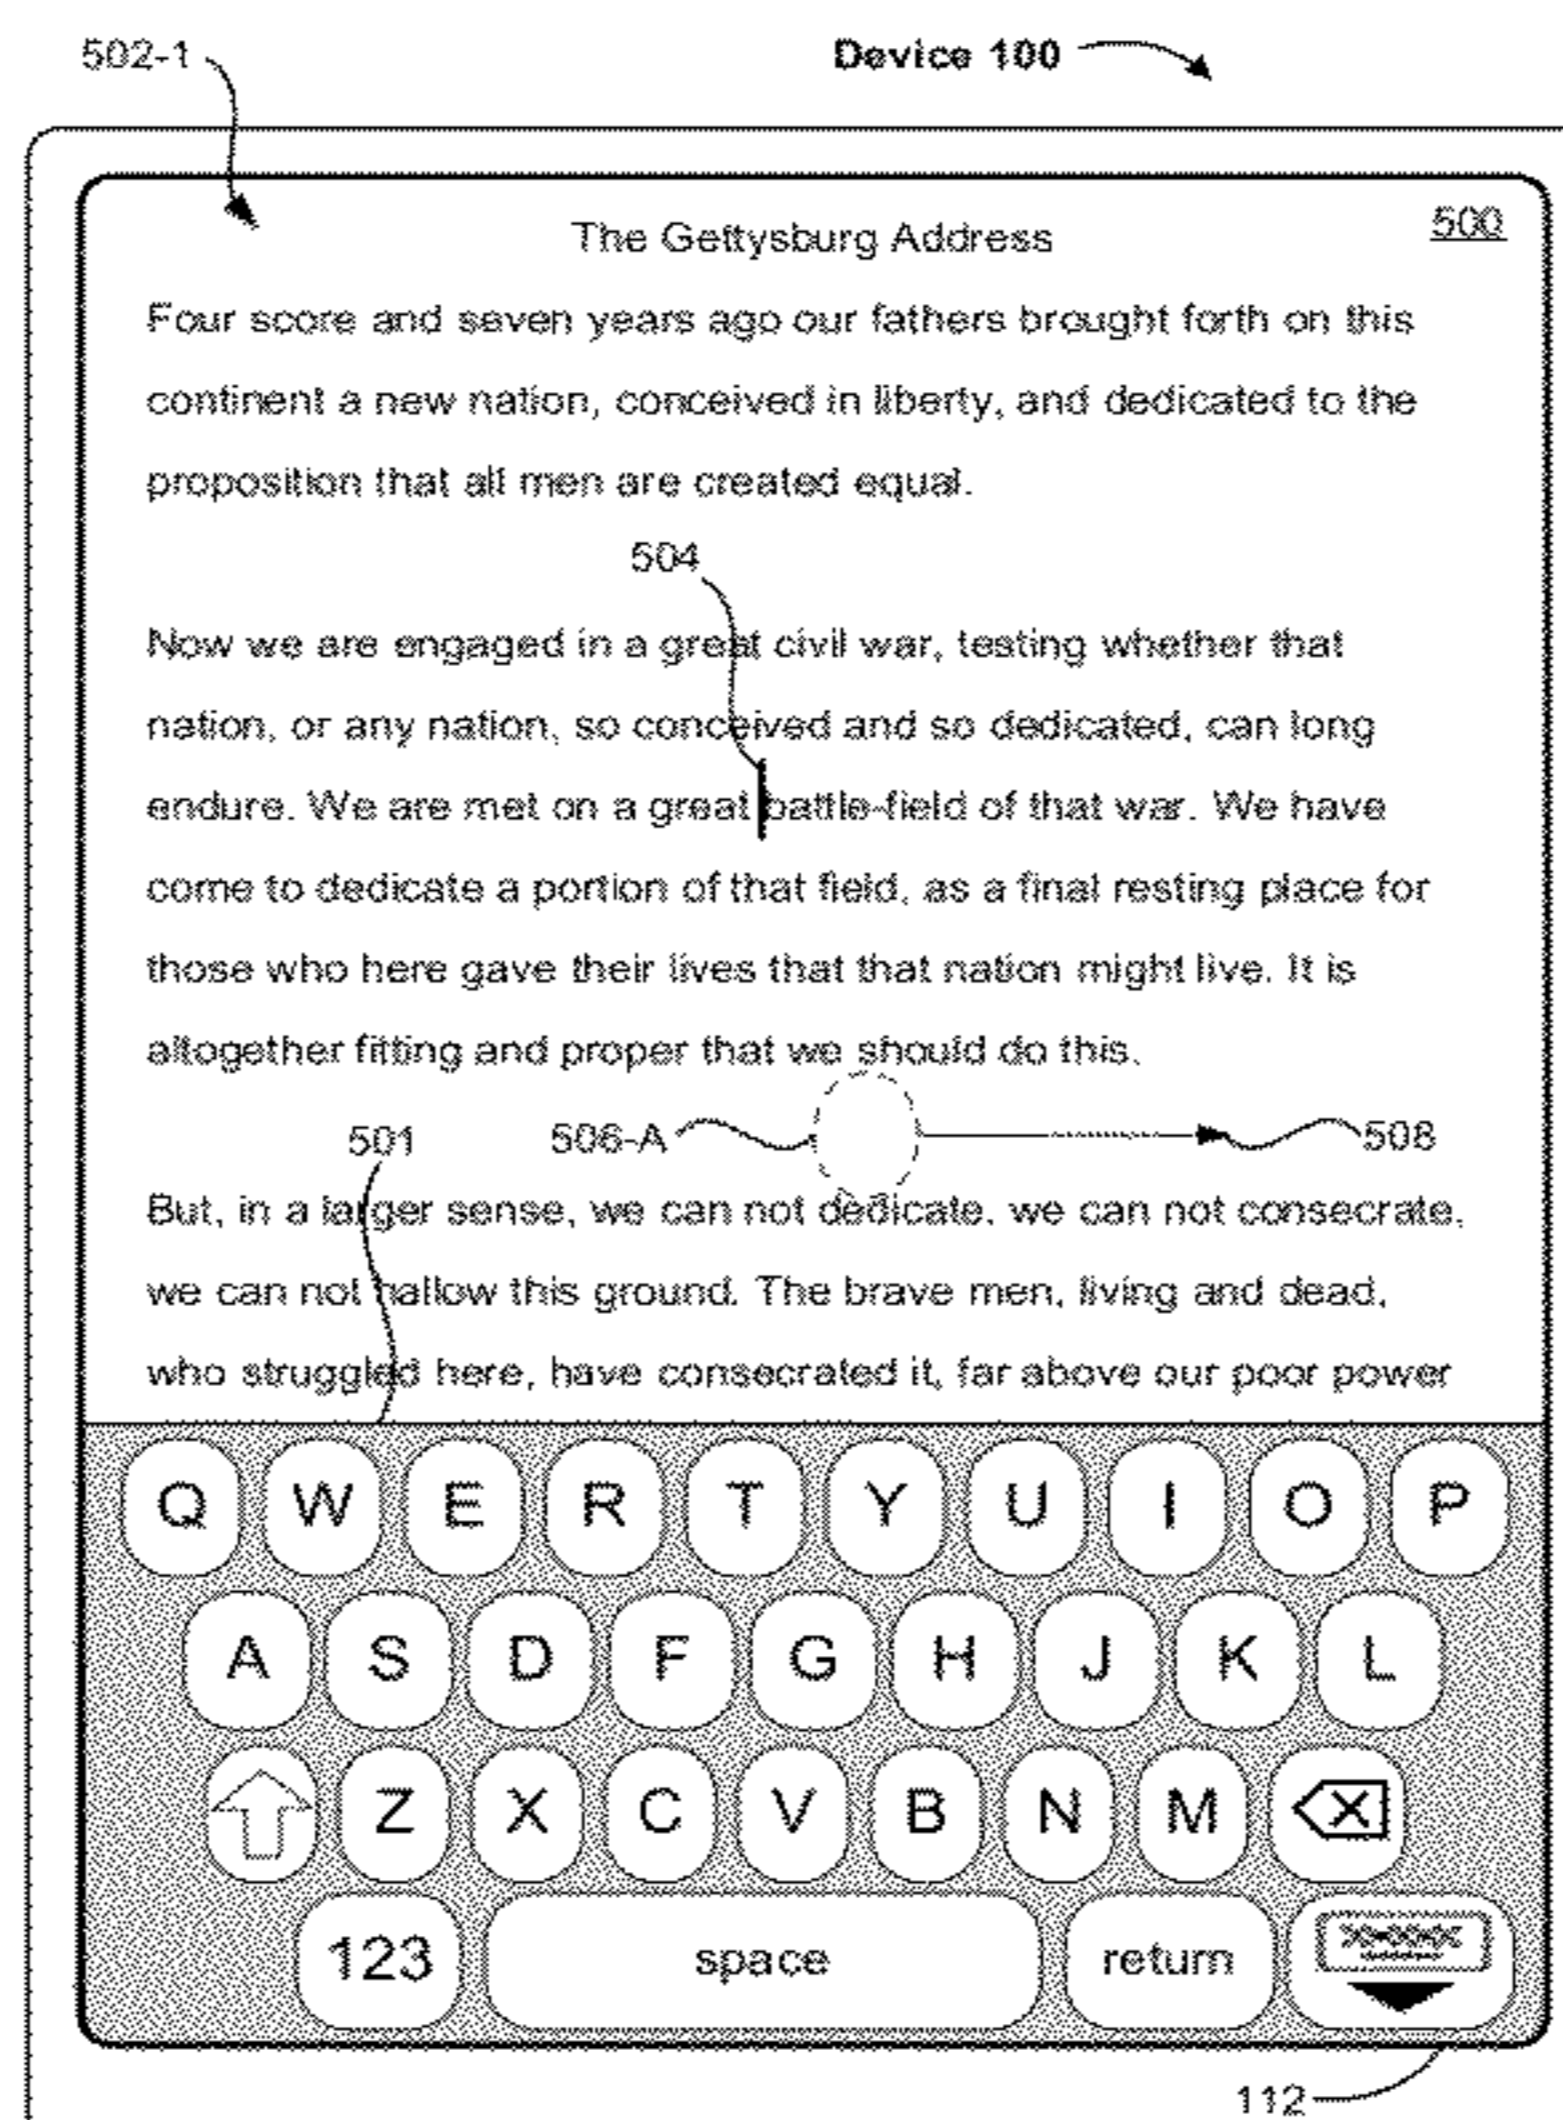 502-1 Device 100
The Gettysburg Address 500
Four score and seven years ago our fathers brought forth on this
continent a new nation, conceived in liberty, and dedicated to the
proposition that all men are created equal.
504
Now we are engaged in a great civil war, testing whether that
nation, or any nation, so conceived and so dedicated, can long
endure. We are met on a great battle-field of that war. We have
come to dedicate a portion of that field, as a final resting place for
those who here gave their lives that that nation might live. It is
altogether fitting and proper that we should do this.
501 506-A 508
But, in a larger sense, we can not dedicate, we can not consecrate,
we can not hallow this ground. The brave men, living and dead,
who struggled here, have consecrated it, far above our poor power
Q W E R T Y U I O P
A S D F G H J K L
Z X C V B N M
123 space return
112